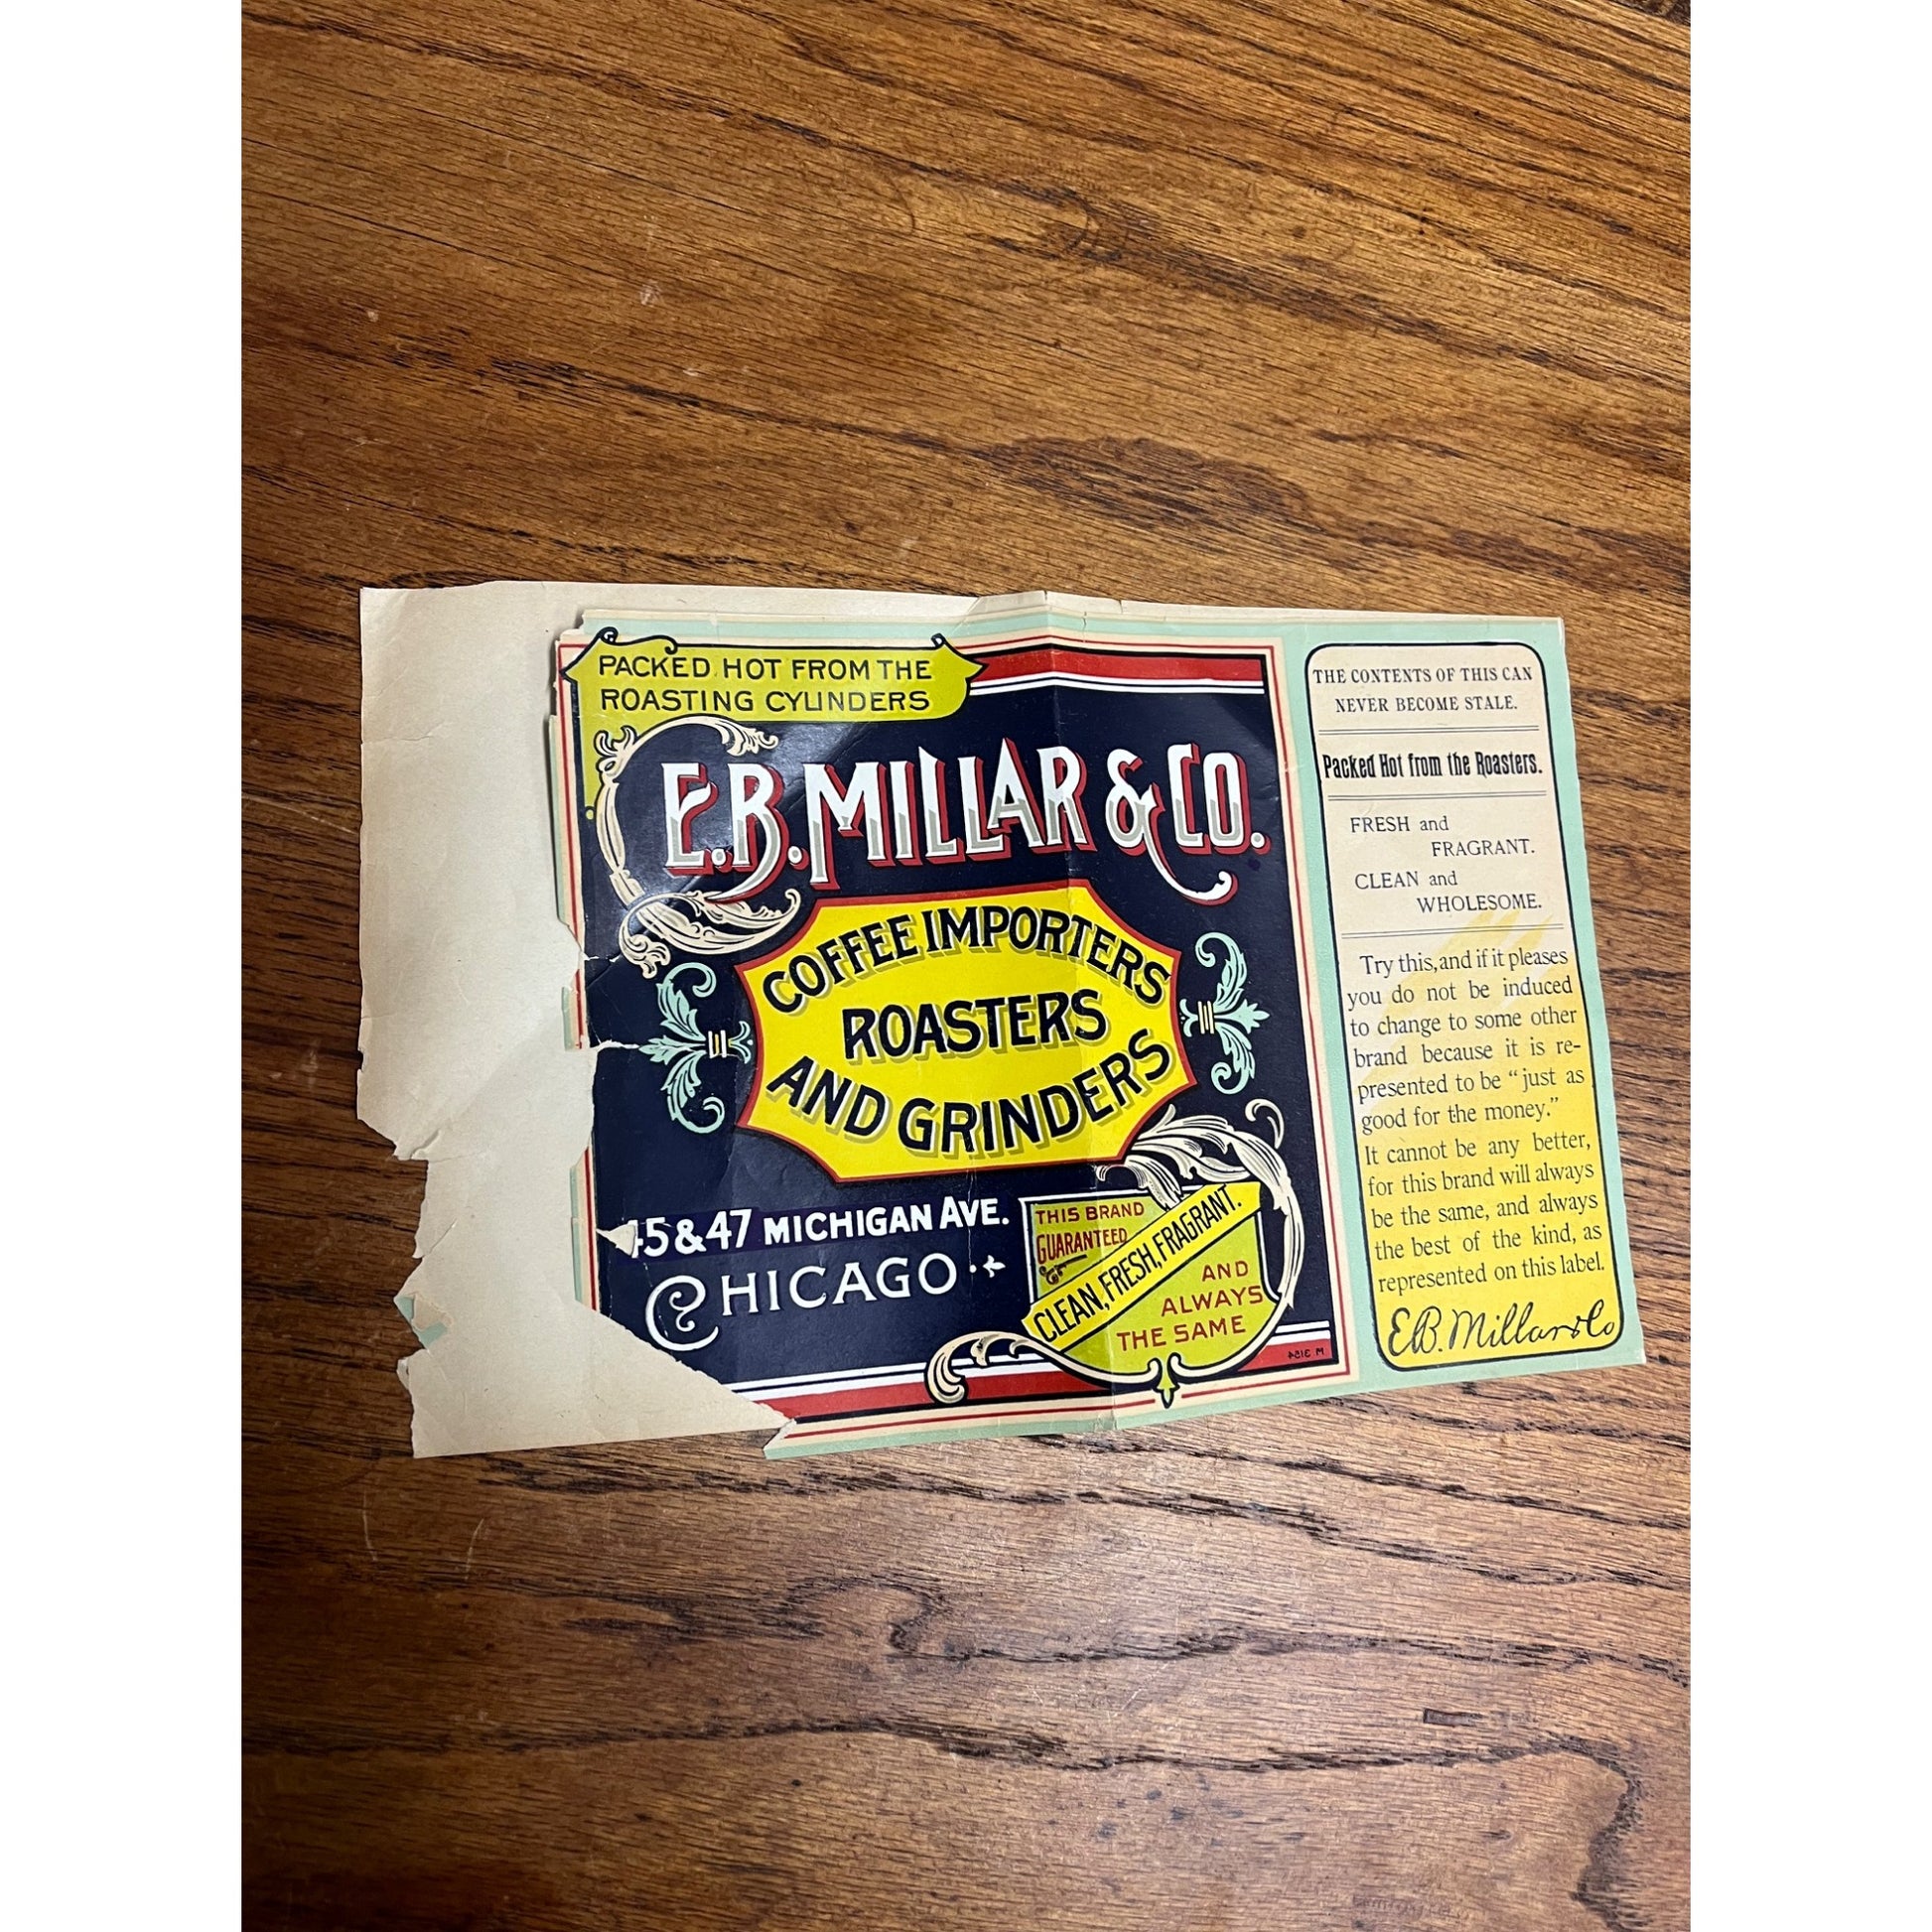 PACKED HOT FROM THE
ROASTING CYLINDERS
E.B. MILLAR & CO.
COFFEE IMPORTERS
ROASTERS
AND GRINDERS
45 & 47 MICHIGAN AVE.
CHICAGO
THIS BRAND
GUARANTEED
CLEAN, FRESH, FRAGRANT.
AND
ALWAYS
THE SAME
THE CONTENTS OF THIS CAN
NEVER BECOME STALE.
Packed Hot from the Roasters.
FRESH and
FRAGRANT.
CLEAN and
WHOLESOME.
Try this, and if it pleases
you do not be induced
to change to some other
brand because it is re-
presented to be "just as
good for the money."
It cannot be any better,
for this brand will always
be the same, and always
the best of the kind, as
represented on this label.
E.B. Millar & Co